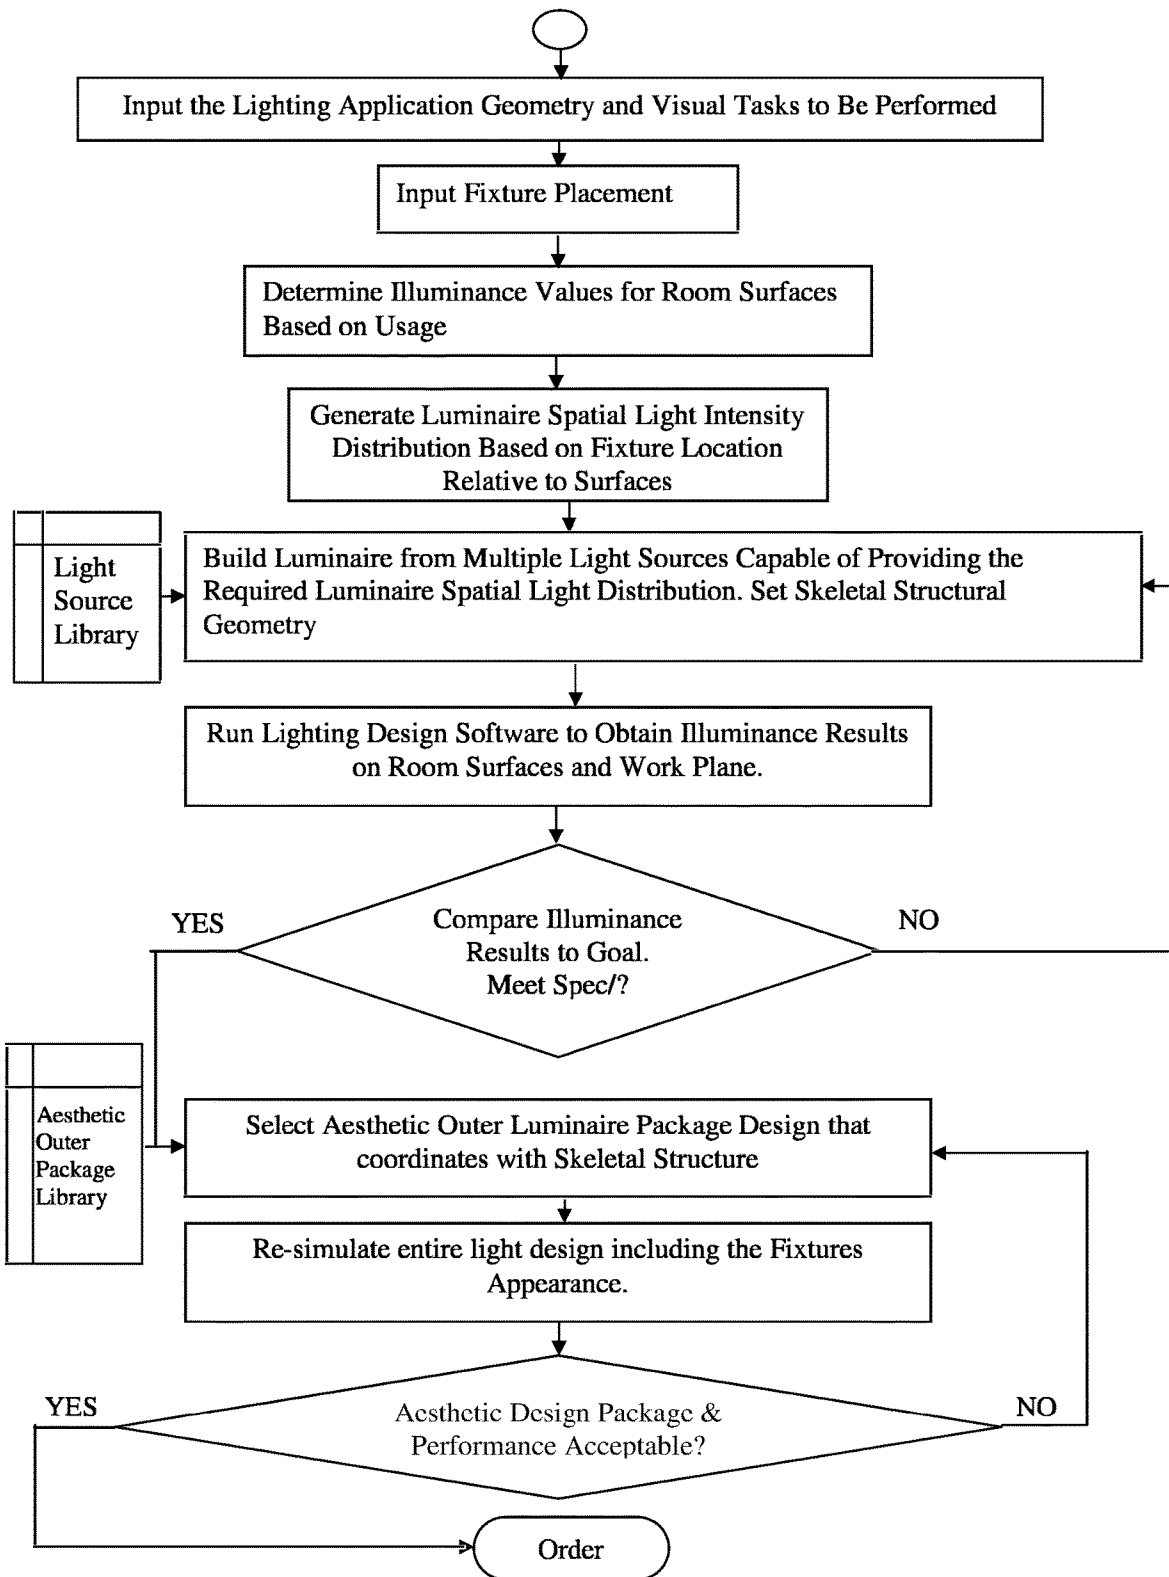 Input the Lighting Application Geometry and Visual Tasks to Be Performed
Input Fixture Placement
Determine Illuminance Values for Room Surfaces
Based on Usage
Generate Luminaire Spatial Light Intensity
Distribution Based on Fixture Location
Relative to Surfaces
Light
Source
Library
Build Luminaire from Multiple Light Sources Capable of Providing the
Required Luminaire Spatial Light Distribution. Set Skeletal Structural
Geometry
Run Lighting Design Software to Obtain Illuminance Results
on Room Surfaces and Work Plane.
YES
Compare Illuminance
Results to Goal.
Meet Spec/?
NO
Aesthetic
Outer
Package
Library
Select Aesthetic Outer Luminaire Package Design that
coordinates with Skeletal Structure
Re-simulate entire light design including the Fixtures
Appearance.
YES
Aesthetic Design Package &
Performance Acceptable?
NO
Order